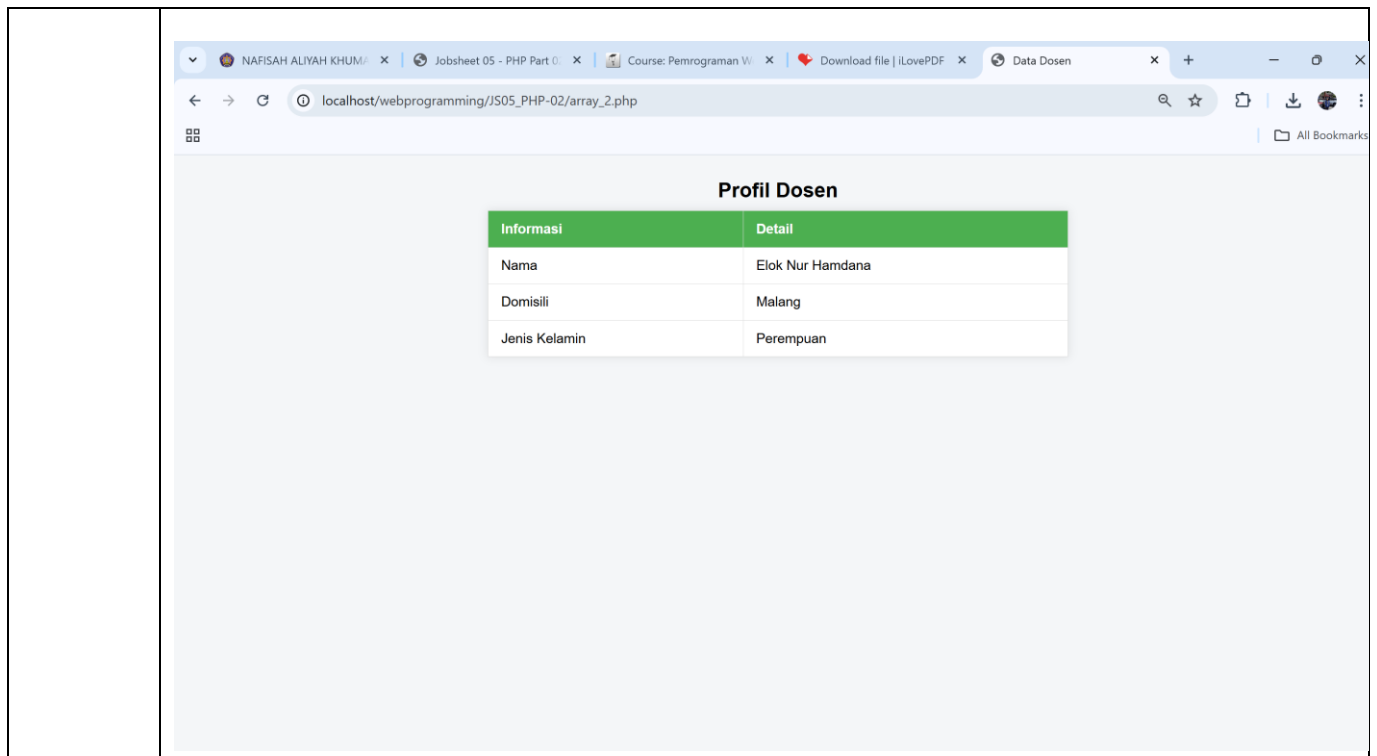 NAFISAH ALIYAH KHUMA
Jobsheet 05 - PHP Part 0
Course: Pemrograman W
Download file | iLovePDF
Data Dosen
localhost/webprogramming/JS05_PHP-02/array_2.php
All Bookmarks
Profil Dosen
Informasi Detail
Nama Elok Nur Hamdana
Domisili Malang
Jenis Kelamin Perempuan